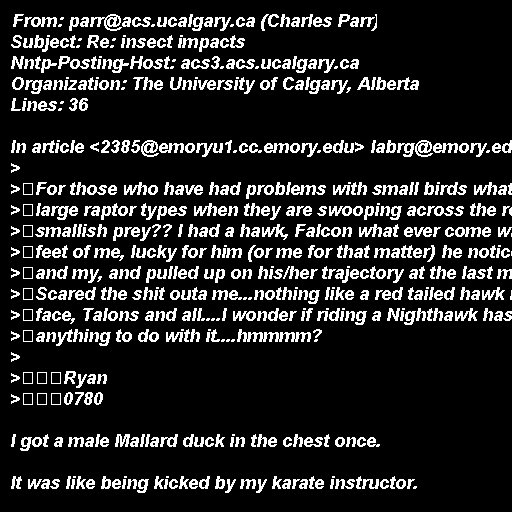 From: parr@acs.ucalgary.ca (Charles Parr)
Subject: Re: insect impacts
Nntp-Posting-Host: acs3.acs.ucalgary.ca
Organization: The University of Calgary, Alberta
Lines: 36

In article <2385@emoryu1.cc.emory.edu> labrg@emory.ed
>
>□For those who have had problems with small birds what
>□large raptor types when they are swooping across the
>□smallish prey?? I had a hawk, Falcon what ever come
>□feet of me, lucky for him (or me for that matter) he
>□and my, and pulled up on his/her trajectory at the last
>□Scared the shit outa me...nothing like a red tailed hawk
>□face, Talons and all....I wonder if riding a Nighthawk has
>□anything to do with it....hmmmm?
>
>□□□Ryan
>□□□0780

I got a male Mallard duck in the chest once.

It was like being kicked by my karate instructor.